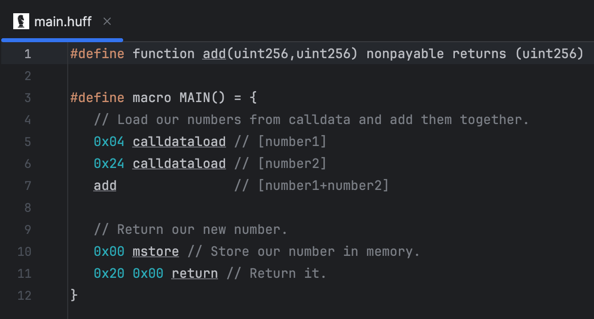 main.huff
1 #define function add(uint256,uint256) nonpayable returns (uint256)
2
3 #define macro MAIN() = {
4 // Load our numbers from calldata and add them together.
5 0x04 calldataload // [number1]
6 0x24 calldataload // [number2]
7 add // [number1+number2]
8
9 // Return our new number.
10 0x00 mstore // Store our number in memory.
11 0x20 0x00 return // Return it.
12 }